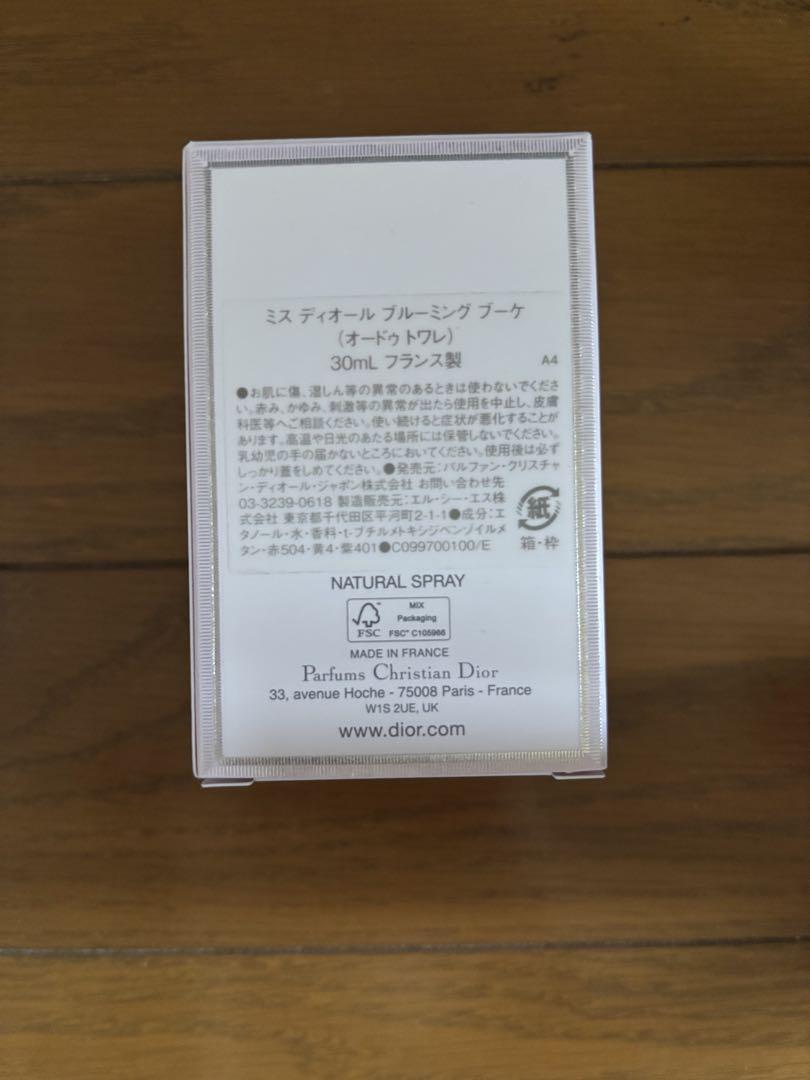 ミス ディオール ブルーミング ブーケ
(オードゥ トワレ)
30mL フランス製
A4
●お肌に傷、湿しん等の異常のあるときは使わないでくださ
い。赤み、かゆみ、刺激等の異常が出たら使用を中止し、皮膚
科医等へご相談ください。使い続けると症状が悪化することが
あります。高温や日光のあたる場所には保管しないでください。
乳幼児の手の届かないところにおいてください。使用後は必ず
しっかり蓋をしめてください。●発売元:パルファン・クリスチャ
ン・ディオール・ジャポン株式会社 お問い合わせ先
03-3239-0618 製造販売元:エル・シー・エス株
式会社 東京都千代田区平河町2-1-1●成分:エ
タノール・水・香料・t-ブチルメトキシジベンゾイルメ
タン・赤504・黄4・紫401●C099700100/E
紙
箱・枠
NATURAL SPRAY
FSC
MIX
Packaging
FSC™ C105966
MADE IN FRANCE
Parfums Christian Dior
33, avenue Hoche - 75008 Paris - France
W1S 2UE, UK
www.dior.com